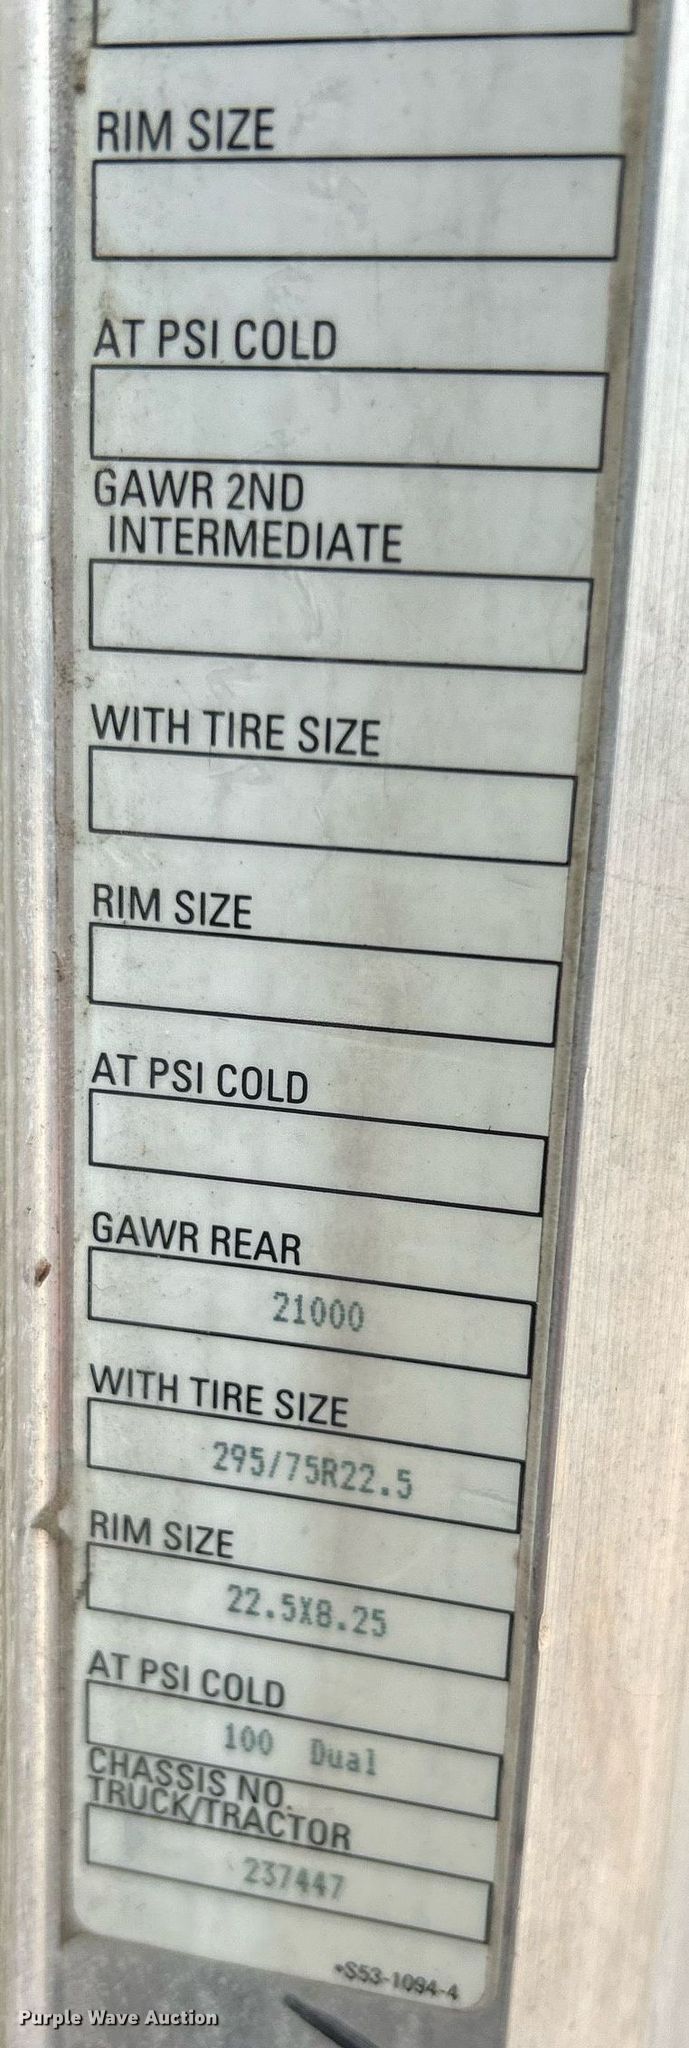 RIM SIZE
AT PSI COLD
GAWR 2ND
INTERMEDIATE
WITH TIRE SIZE
RIM SIZE
AT PSI COLD
GAWR REAR
21000
WITH TIRE SIZE
295/75R22.5
RIM SIZE
22.5X8.25
AT PSI COLD
100 Dual
CHASSIS NO.
TRUCK/TRACTOR
237447
•S53-1094-4
Purple Wave Auction